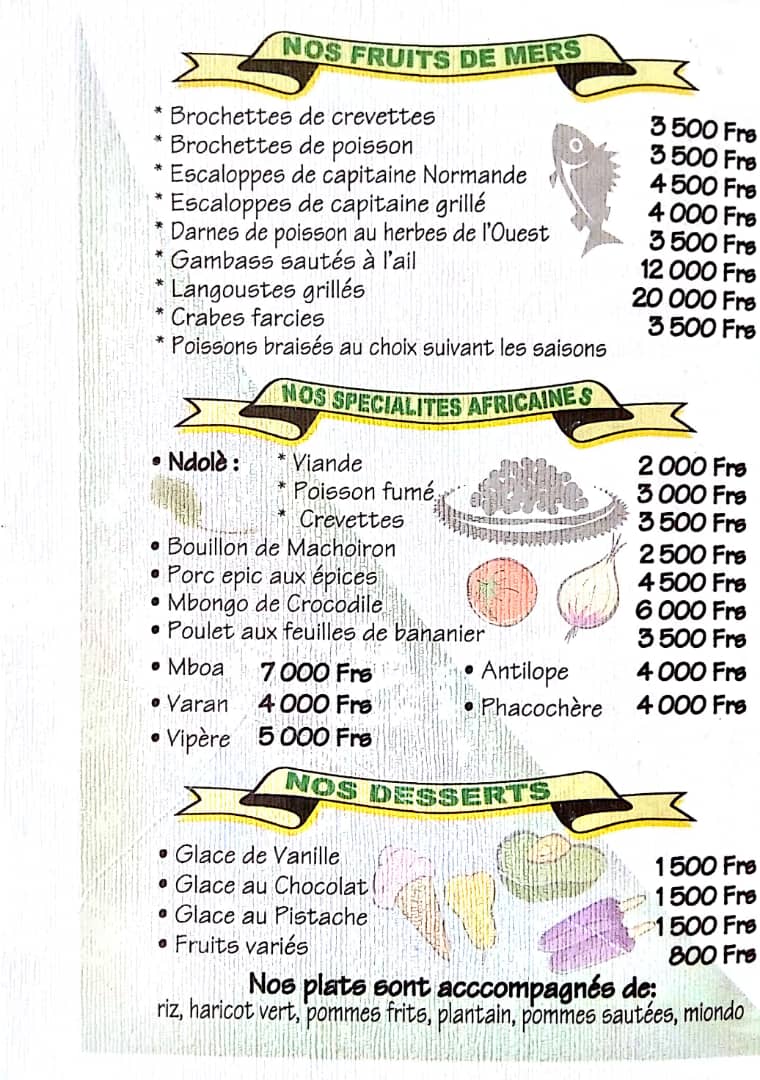 NOS FRUITS DE MERS
* Brochettes de crevettes 3 500 Frs
* Brochettes de poisson 3 500 Frs
* Escaloppes de capitaine Normande 4 500 Frs
* Escaloppes de capitaine grillé 4 000 Frs
* Darnes de poisson au herbes de l'Ouest 3 500 Frs
* Gambass sautés à l'ail 12 000 Frs
* Langoustes grillés 20 000 Frs
* Crabes farcies 3 500 Frs
* Poissons braisés au choix suivant les saisons
NOS SPECIALITES AFRICAINES
• Ndolè : * Viande 2 000 Frs
* Poisson fumé 3 000 Frs
* Crevettes 3 500 Frs
• Bouillon de Machoiron 2 500 Frs
• Porc epic aux épices 4 500 Frs
• Mbongo de Crocodile 6 000 Frs
• Poulet aux feuilles de bananier 3 500 Frs
• Mboa 7 000 Frs • Antilope 4 000 Frs
• Varan 4 000 Frs • Phacochère 4 000 Frs
• Vipère 5 000 Frs
NOS DESSERTS
• Glace de Vanille 1 500 Frs
• Glace au Chocolat 1 500 Frs
• Glace au Pistache 1 500 Frs
• Fruits variés 800 Frs
Nos plats sont acccompagnés de:
riz, haricot vert, pommes frits, plantain, pommes sautées, miondo